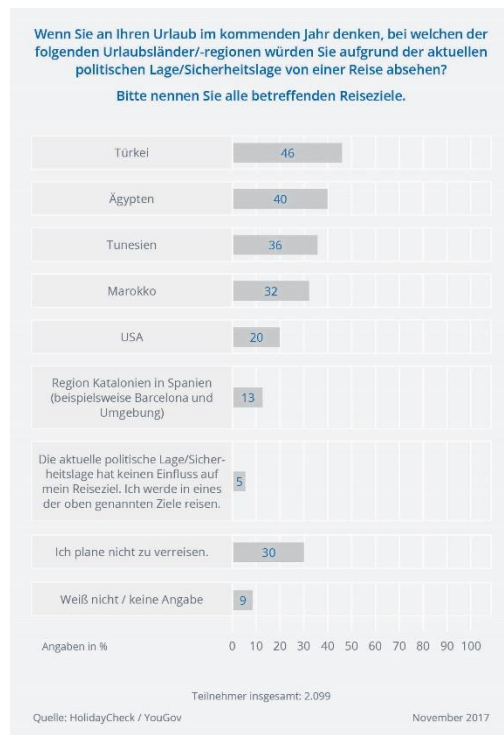 Wenn Sie an Ihren Urlaub im kommenden Jahr denken, bei welchen der
folgenden Urlaubsländer/-regionen würden Sie aufgrund der aktuellen
politischen Lage/Sicherheitslage von einer Reise absehen?
Bitte nennen Sie alle betreffenden Reiseziele.
Türkei 46
Ägypten 40
Tunesien 36
Marokko 32
USA 20
Region Katalonien in Spanien
(beispielsweise Barcelona und
Umgebung)
13
Die aktuelle politische Lage/Sicher-
heitslage hat keinen Einfluss auf
mein Reiseziel. Ich werde in eines
der oben genannten Ziele reisen.
5
Ich plane nicht zu verreisen. 30
Weiß nicht / keine Angabe 9
Angaben in % 0 10 20 30 40 50 60 70 80 90 100
Teilnehmer insgesamt: 2.099
Quelle: HolidayCheck / YouGov November 2017